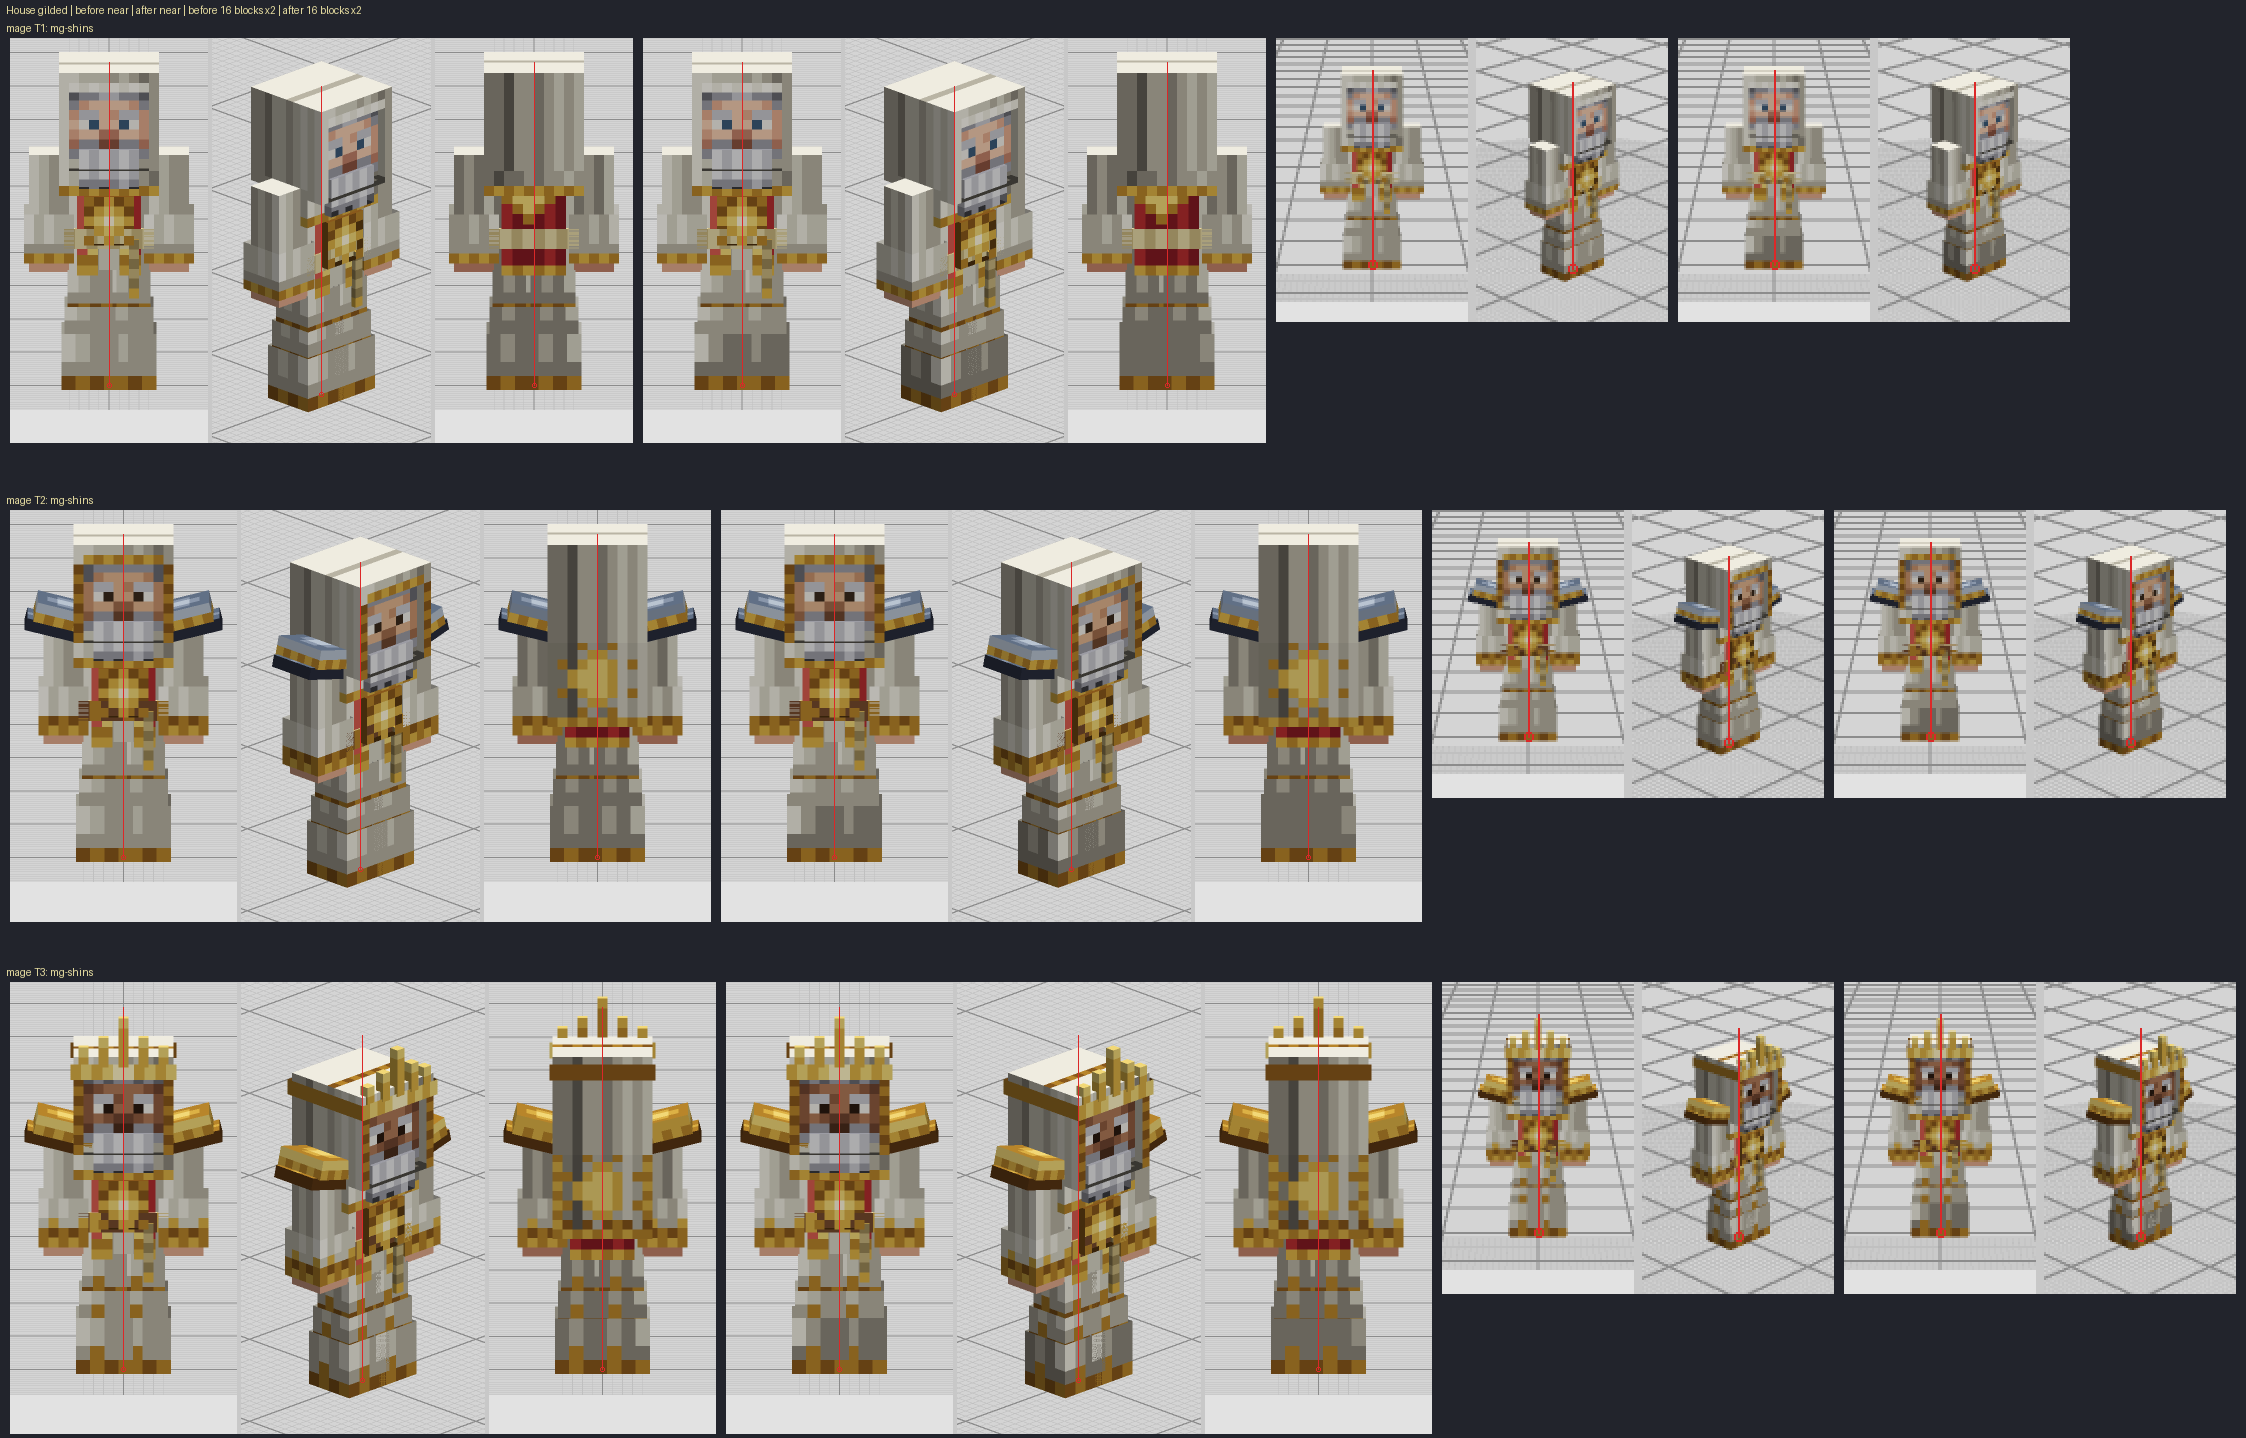 House gilded | before near | after near | before 16 blocks x2 | after 16 blocks x2
mage T1: mg-shins
mage T2: mg-shins
mage T3: mg-shins